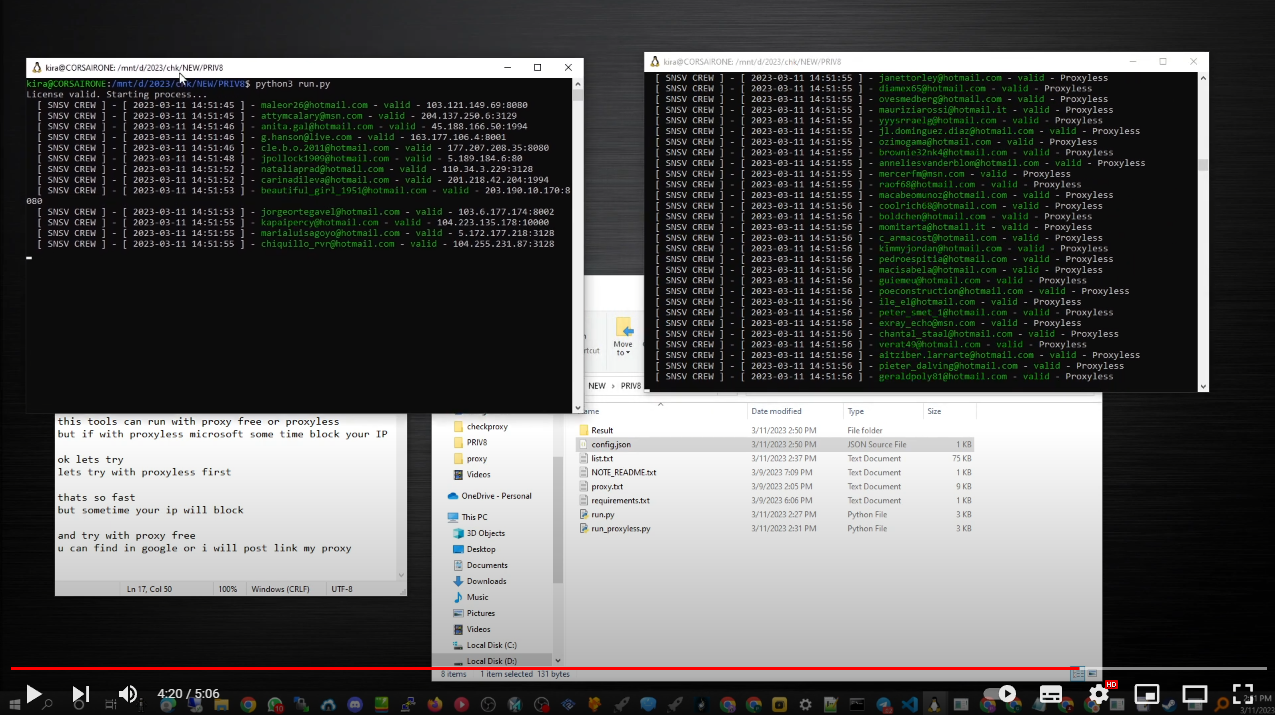 kira@CORSAIRONE: /mnt/d/2023/chk/NEW/PRIV8
kira@CORSAIRONE:/mnt/d/2023/chk/NEW/PRIV8$ python3 run.py
License valid. Starting process...
[ SNSV CREW ] - [ 2023-03-11 14:51:45 ] - maleor26@hotmail.com - valid - 103.121.149.69:8080
[ SNSV CREW ] - [ 2023-03-11 14:51:45 ] - attymcalary@msn.com - valid - 204.137.250.6:3129
[ SNSV CREW ] - [ 2023-03-11 14:51:46 ] - anita.gal@hotmail.com - valid - 45.188.166.50:1994
[ SNSV CREW ] - [ 2023-03-11 14:51:46 ] - g.hanson@live.com - valid - 163.177.106.4:8001
[ SNSV CREW ] - [ 2023-03-11 14:51:46 ] - cle.b.o.2011@hotmail.com - valid - 177.207.208.35:8080
[ SNSV CREW ] - [ 2023-03-11 14:51:48 ] - jpollock1909@hotmail.com - valid - 5.189.184.6:80
[ SNSV CREW ] - [ 2023-03-11 14:51:52 ] - nataliaprad@hotmail.com - valid - 110.34.3.229:3128
[ SNSV CREW ] - [ 2023-03-11 14:51:52 ] - carinadileva@hotmail.com - valid - 201.218.42.204:1994
[ SNSV CREW ] - [ 2023-03-11 14:51:53 ] - beautiful_girl_1951@hotmail.com - valid - 203.190.10.170:8
080
[ SNSV CREW ] - [ 2023-03-11 14:51:53 ] - jorgeortegavel@hotmail.com - valid - 103.6.177.174:8002
[ SNSV CREW ] - [ 2023-03-11 14:51:55 ] - kapaipercy@hotmail.com - valid - 104.223.135.178:10000
[ SNSV CREW ] - [ 2023-03-11 14:51:55 ] - marialuisagoyo@hotmail.com - valid - 5.172.177.218:3128
[ SNSV CREW ] - [ 2023-03-11 14:51:55 ] - chiquillo_rvr@hotmail.com - valid - 104.255.231.87:3128
kira@CORSAIRONE: /mnt/d/2023/chk/NEW/PRIV8
[ SNSV CREW ] - [ 2023-03-11 14:51:55 ] - janettorley@hotmail.com - valid - Proxyless
[ SNSV CREW ] - [ 2023-03-11 14:51:55 ] - diamex65@hotmail.com - valid - Proxyless
[ SNSV CREW ] - [ 2023-03-11 14:51:55 ] - ovesmedberg@hotmail.com - valid - Proxyless
[ SNSV CREW ] - [ 2023-03-11 14:51:55 ] - mauriziarossi@hotmail.it - valid - Proxyless
[ SNSV CREW ] - [ 2023-03-11 14:51:55 ] - yyysrraelg@hotmail.com - valid - Proxyless
[ SNSV CREW ] - [ 2023-03-11 14:51:55 ] - jl.dominguez.diaz@hotmail.com - valid - Proxyless
[ SNSV CREW ] - [ 2023-03-11 14:51:55 ] - ozimogama@hotmail.com - valid - Proxyless
[ SNSV CREW ] - [ 2023-03-11 14:51:55 ] - brownie32nk4@hotmail.com - valid - Proxyless
[ SNSV CREW ] - [ 2023-03-11 14:51:55 ] - anneliesvanderblom@hotmail.com - valid - Proxyless
[ SNSV CREW ] - [ 2023-03-11 14:51:55 ] - mercerfm@msn.com - valid - Proxyless
[ SNSV CREW ] - [ 2023-03-11 14:51:55 ] - raof68@hotmail.com - valid - Proxyless
[ SNSV CREW ] - [ 2023-03-11 14:51:55 ] - macabeomunoz@hotmail.com - valid - Proxyless
[ SNSV CREW ] - [ 2023-03-11 14:51:55 ] - coolrich68@hotmail.com - valid - Proxyless
[ SNSV CREW ] - [ 2023-03-11 14:51:55 ] - boldchen@hotmail.com - valid - Proxyless
[ SNSV CREW ] - [ 2023-03-11 14:51:55 ] - momitarta@hotmail.it - valid - Proxyless
[ SNSV CREW ] - [ 2023-03-11 14:51:56 ] - c_armacost@hotmail.com - valid - Proxyless
[ SNSV CREW ] - [ 2023-03-11 14:51:56 ] - kimmyjordan@hotmail.com - valid - Proxyless
[ SNSV CREW ] - [ 2023-03-11 14:51:56 ] - pedroespitia@hotmail.com - valid - Proxyless
[ SNSV CREW ] - [ 2023-03-11 14:51:56 ] - macisabela@hotmail.com - valid - Proxyless
[ SNSV CREW ] - [ 2023-03-11 14:51:56 ] - guiemeu@hotmail.com - valid - Proxyless
[ SNSV CREW ] - [ 2023-03-11 14:51:56 ] - poeconstruction@hotmail.com - valid - Proxyless
[ SNSV CREW ] - [ 2023-03-11 14:51:56 ] - ile_el@hotmail.com - valid - Proxyless
[ SNSV CREW ] - [ 2023-03-11 14:51:56 ] - peter_smet_1@hotmail.com - valid - Proxyless
[ SNSV CREW ] - [ 2023-03-11 14:51:56 ] - exray_echo@msn.com - valid - Proxyless
[ SNSV CREW ] - [ 2023-03-11 14:51:56 ] - chantal_staal@hotmail.com - valid - Proxyless
[ SNSV CREW ] - [ 2023-03-11 14:51:56 ] - verat49@hotmail.com - valid - Proxyless
[ SNSV CREW ] - [ 2023-03-11 14:51:56 ] - aitziber.larrarte@hotmail.com - valid - Proxyless
[ SNSV CREW ] - [ 2023-03-11 14:51:56 ] - pieter_dalving@hotmail.com - valid - Proxyless
[ SNSV CREW ] - [ 2023-03-11 14:51:56 ] - geraldpoly81@hotmail.com - valid - Proxyless
this tools can run with proxy free or proxyless
but if with proxyless microsoft some time block your IP
ok lets try
lets try with proxyless first
thats so fast
but sometime your ip will block
and try with proxy free
u can find in google or i will post link my proxy
Ln 17, Col 50
100%
Windows (CRLF)
UTF-8
Move
to
NEW
PRIV8
checkproxy
PRIV8
proxy
Videos
OneDrive - Personal
This PC
3D Objects
Desktop
Documents
Downloads
Music
Pictures
Videos
Local Disk (C:)
Local Disk (D:)
Date modified Type Size
Result 3/11/2023 2:50 PM File folder
config.json 3/11/2023 2:50 PM JSON Source File 1 KB
list.txt 3/11/2023 2:37 PM Text Document 75 KB
NOTE_README.txt 3/9/2023 7:09 PM Text Document 1 KB
proxy.txt 3/9/2023 2:05 PM Text Document 9 KB
requirements.txt 3/9/2023 6:06 PM Text Document 1 KB
run.py 3/11/2023 2:27 PM Python File 3 KB
run_proxyless.py 3/11/2023 2:31 PM Python File 3 KB
8 items 1 item selected 131 bytes
4:20 / 5:06
HD